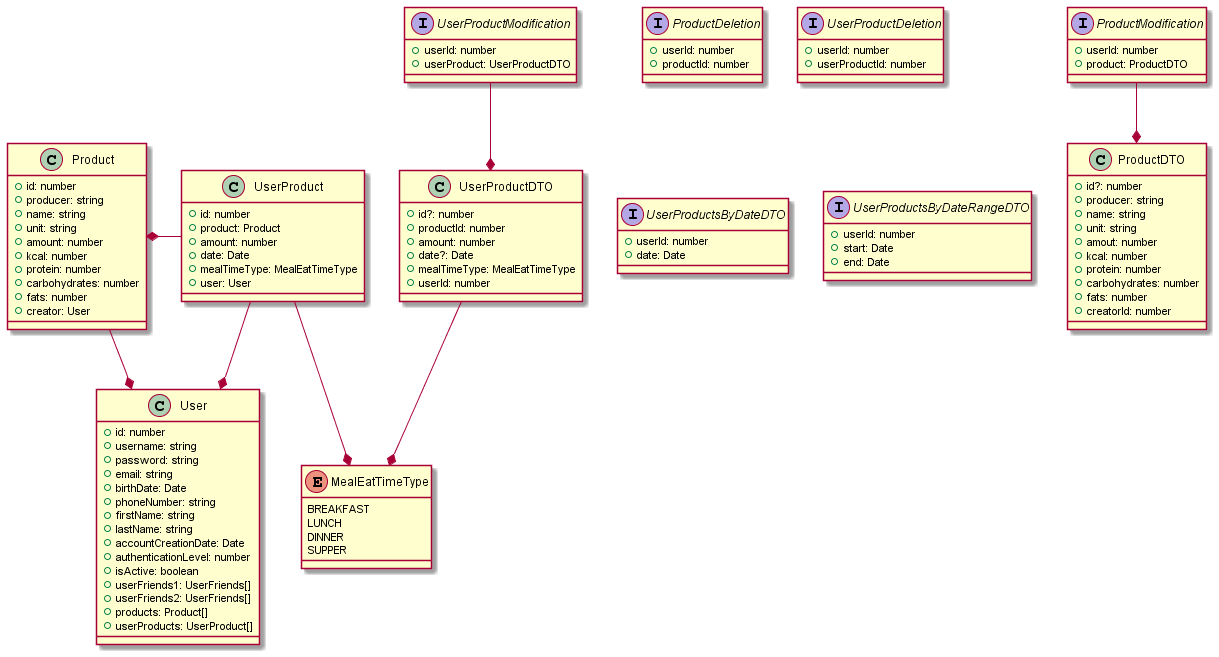 I UserProductModification
userId: number
userProduct: UserProductDTO
I ProductDeletion
userId: number
productId: number
I UserProductDeletion
userId: number
userProductId: number
I ProductModification
userId: number
product: ProductDTO
C Product
id: number
producer: string
name: string
unit: string
amount: number
kcal: number
protein: number
carbohydrates: number
fats: number
creator: User
C UserProduct
id: number
product: Product
amount: number
date: Date
mealTimeType: MealEatTimeType
user: User
C UserProductDTO
id?: number
productId: number
amount: number
date?: Date
mealTimeType: MealEatTimeType
userId: number
I UserProductsByDateDTO
userId: number
date: Date
I UserProductsByDateRangeDTO
userId: number
start: Date
end: Date
C ProductDTO
id?: number
producer: string
name: string
unit: string
amout: number
kcal: number
protein: number
carbohydrates: number
fats: number
creatorId: number
C User
id: number
username: string
password: string
email: string
birthDate: Date
phoneNumber: string
firstName: string
lastName: string
accountCreationDate: Date
authenticationLevel: number
isActive: boolean
userFriends1: UserFriends[]
userFriends2: UserFriends[]
products: Product[]
userProducts: UserProduct[]
E MealEatTimeType
BREAKFAST
LUNCH
DINNER
SUPPER